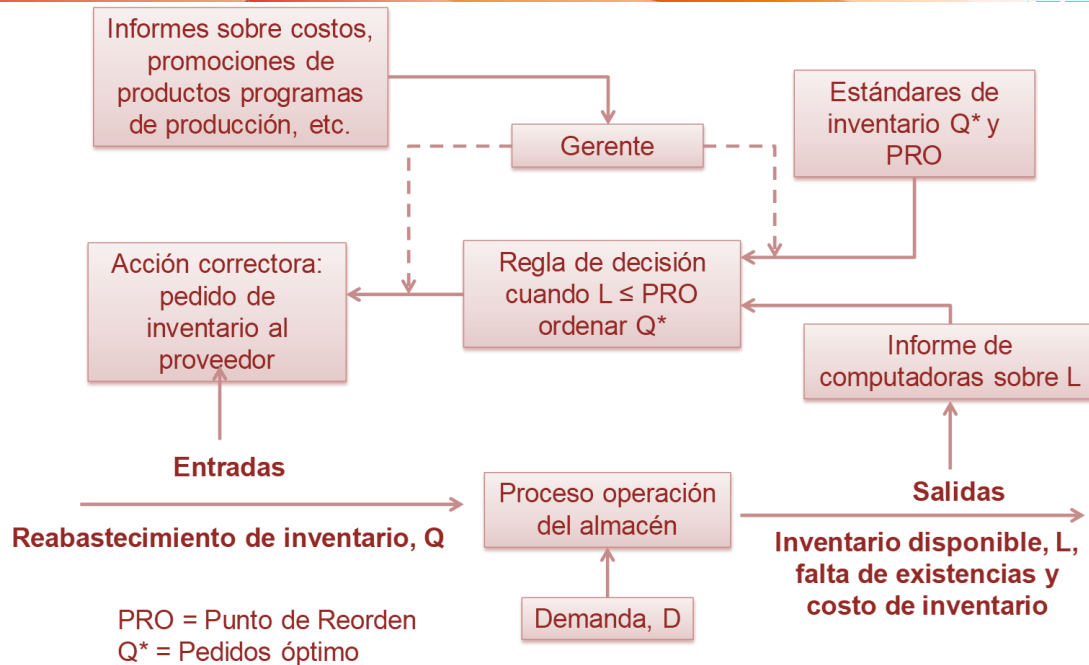 Informes sobre costos,
promociones de
productos programas
de producción, etc.
Gerente
Estándares de
inventario Q* y
PRO
Acción correctora:
pedido de
inventario al
proveedor
Regla de decisión
cuando L ≤ PRO
ordenar Q*
Informe de
computadoras sobre L
Entradas
Reabastecimiento de inventario, Q
Proceso operación
del almacén
Salidas
Inventario disponible, L,
falta de existencias y
costo de inventario
Demanda, D
PRO = Punto de Reorden
Q* = Pedidos óptimo